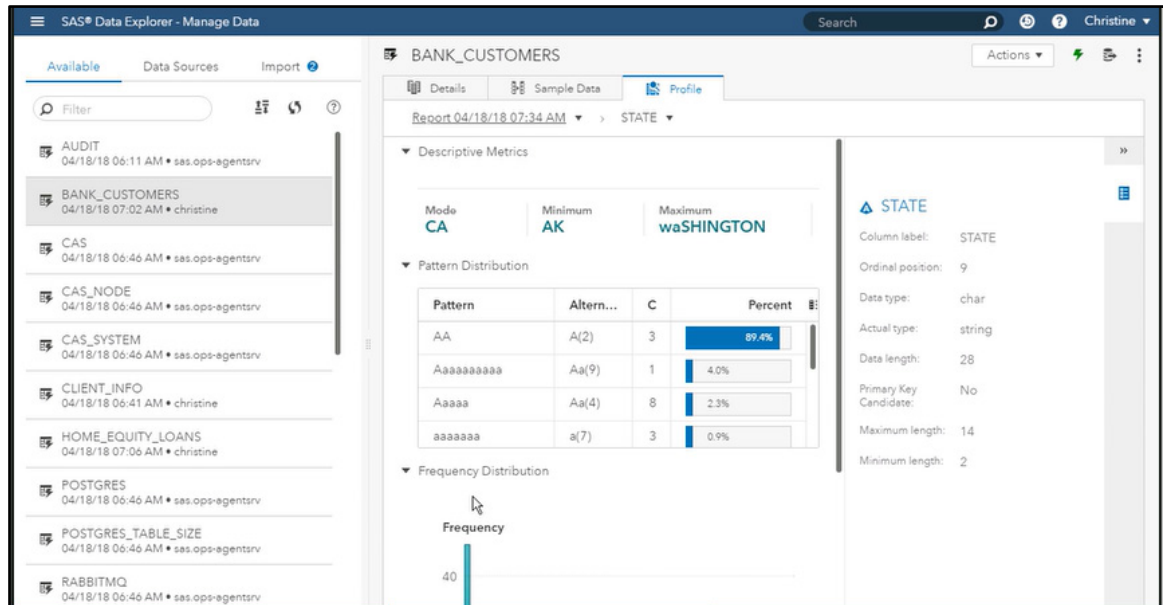 SAS® Data Explorer - Manage Data
Search
Christine
Available Data Sources Import 2
Filter
AUDIT
04/18/18 06:11 AM • sas.ops-agentsrv
BANK_CUSTOMERS
04/18/18 07:02 AM • christine
CAS
04/18/18 06:46 AM • sas.ops-agentsrv
CAS_NODE
04/18/18 06:46 AM • sas.ops-agentsrv
CAS_SYSTEM
04/18/18 06:46 AM • sas.ops-agentsrv
CLIENT_INFO
04/18/18 06:41 AM • christine
HOME_EQUITY_LOANS
04/18/18 07:06 AM • christine
POSTGRES
04/18/18 06:46 AM • sas.ops-agentsrv
POSTGRES_TABLE_SIZE
04/18/18 06:46 AM • sas.ops-agentsrv
RABBITMQ
04/18/18 06:46 AM • sas.ops-agentsrv
BANK_CUSTOMERS
Actions
Details Sample Data Profile
Report 04/18/18 07:34 AM › STATE
Descriptive Metrics
Mode Minimum Maximum
CA AK waSHINGTON
Pattern Distribution
Pattern Altern... C Percent
AA A(2) 3 89.4%
Aaaaaaaaaa Aa(9) 1 4.0%
Aaaaa Aa(4) 8 2.3%
aaaaaaa a(7) 3 0.9%
Frequency Distribution
Frequency
40
STATE
Column label: STATE
Ordinal position: 9
Data type: char
Actual type: string
Data length: 28
Primary Key
Candidate: No
Maximum length: 14
Minimum length: 2